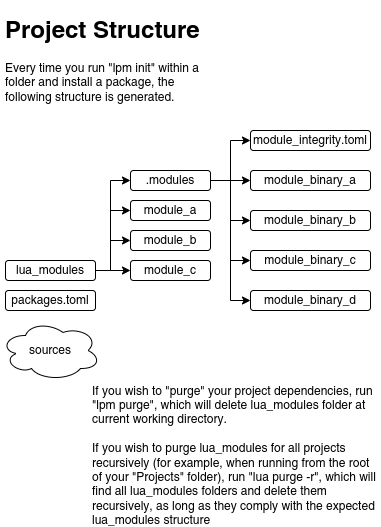 Project Structure
Every time you run "lpm init" within a
folder and install a package, the
following structure is generated.
module_integrity.toml
.modules
module_binary_a
module_a
module_binary_b
module_b
module_binary_c
lua_modules
module_c
packages.toml
module_binary_d
sources
If you wish to "purge" your project dependencies, run
"lpm purge", which will delete lua_modules folder at
current working directory.
If you wish to purge lua_modules for all projects
recursively (for example, when running from the root
of your "Projects" folder), run "lua purge -r", which will
find all lua_modules folders and delete them
recursively, as long as they comply with the expected
lua_modules structure